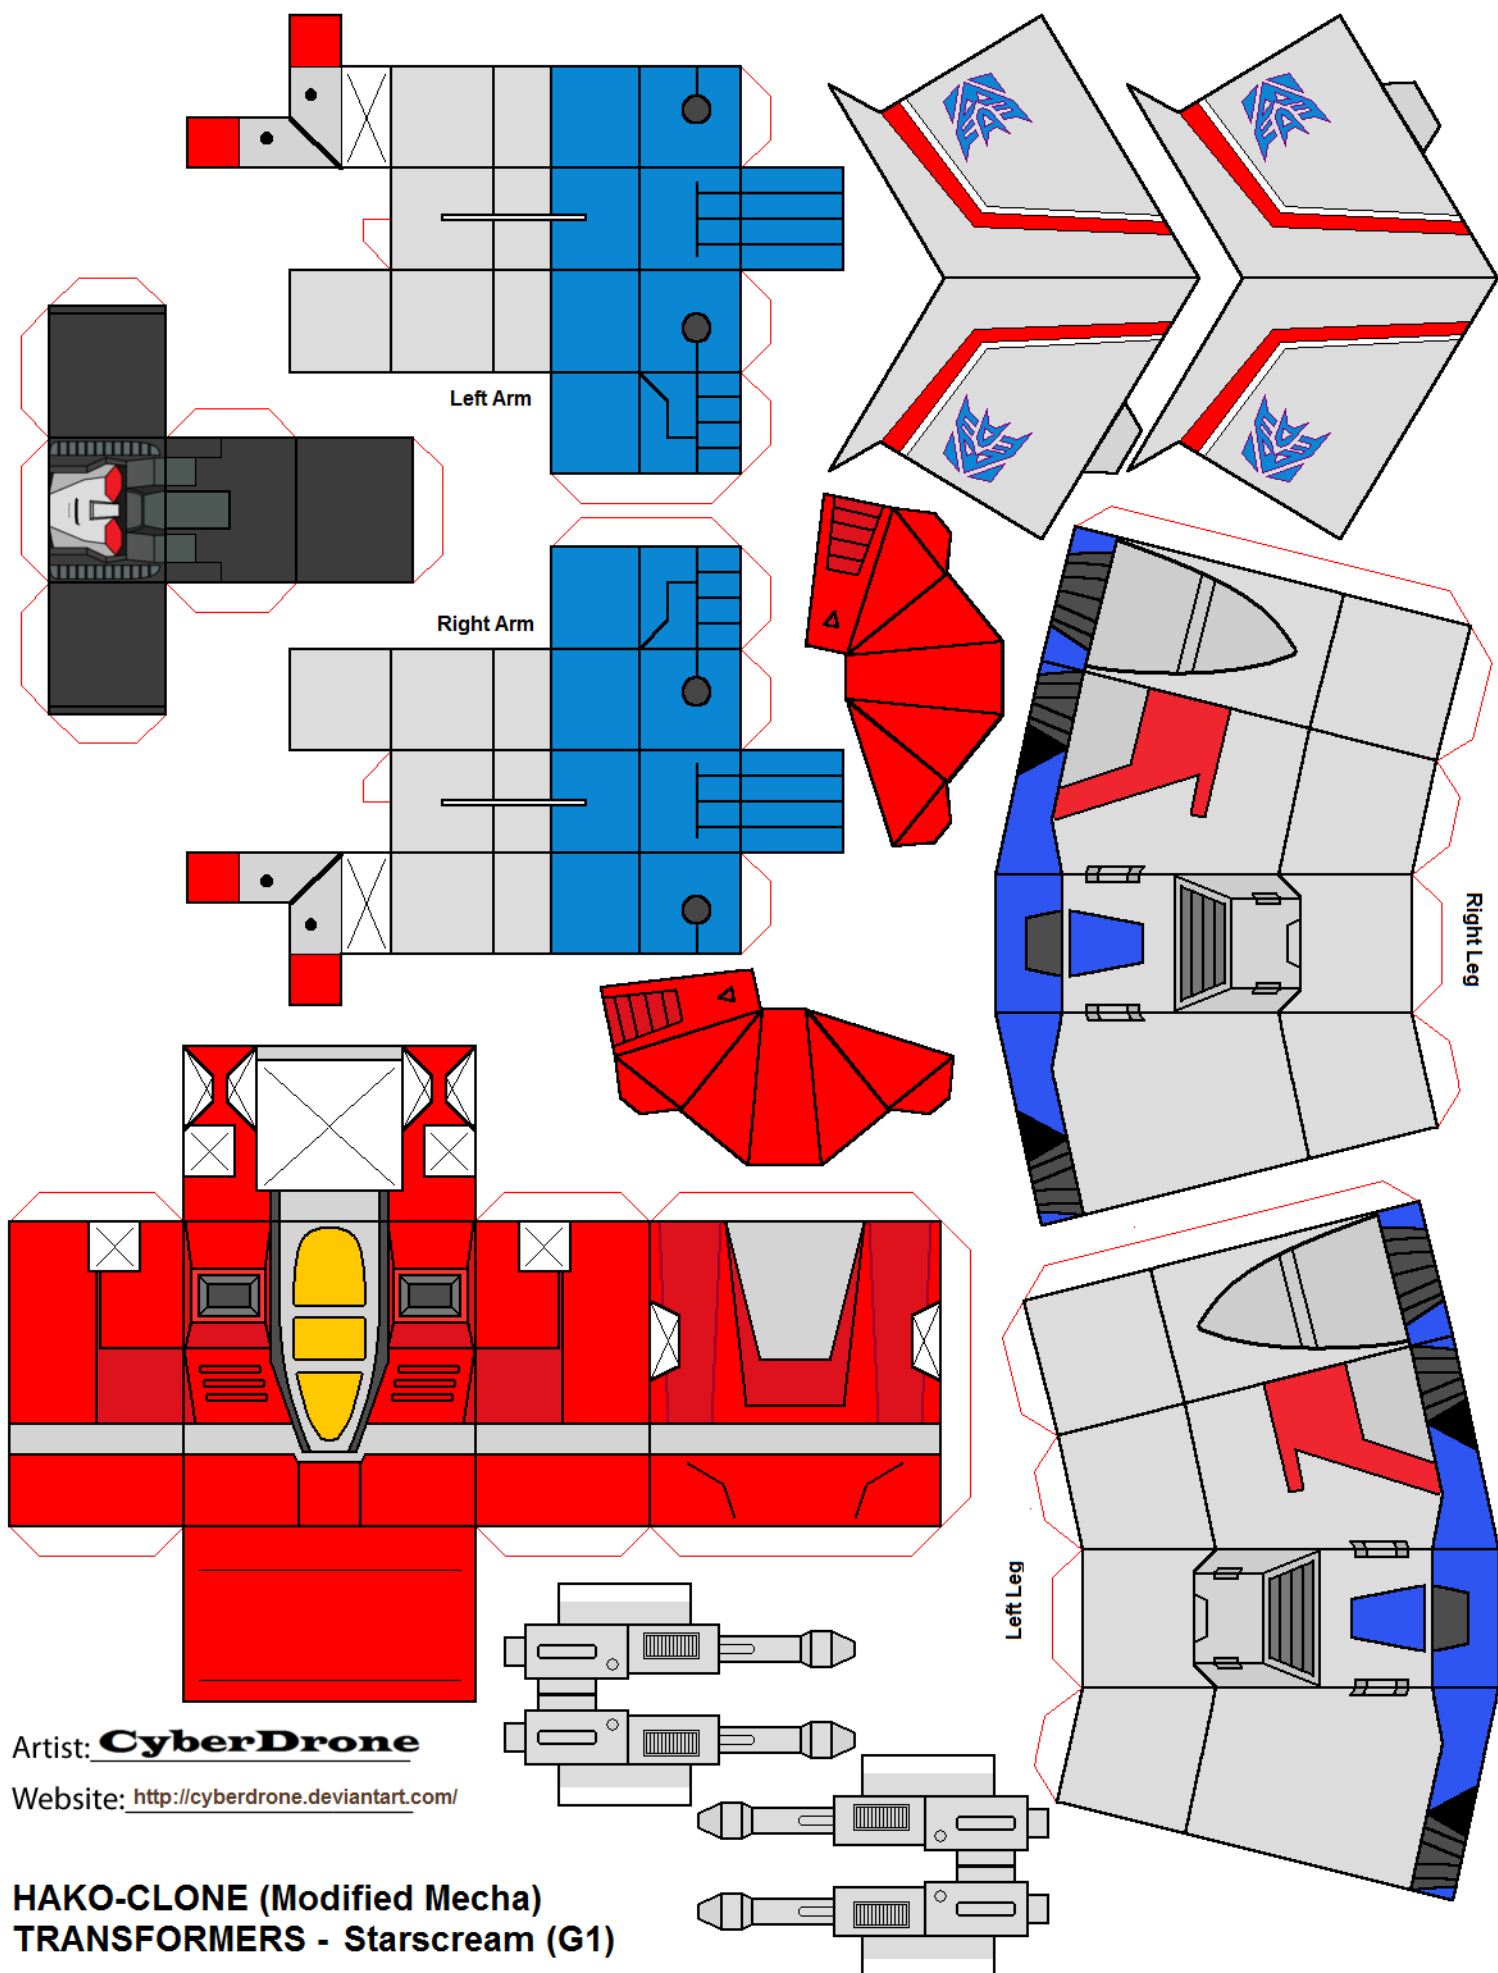 Left Arm
Right Arm
Right Leg
Left Leg
Artist: CyberDrone
Website: http://cyberdrone.deviantart.com/
HAKO-CLONE (Modified Mecha)
TRANSFORMERS - Starscream (G1)